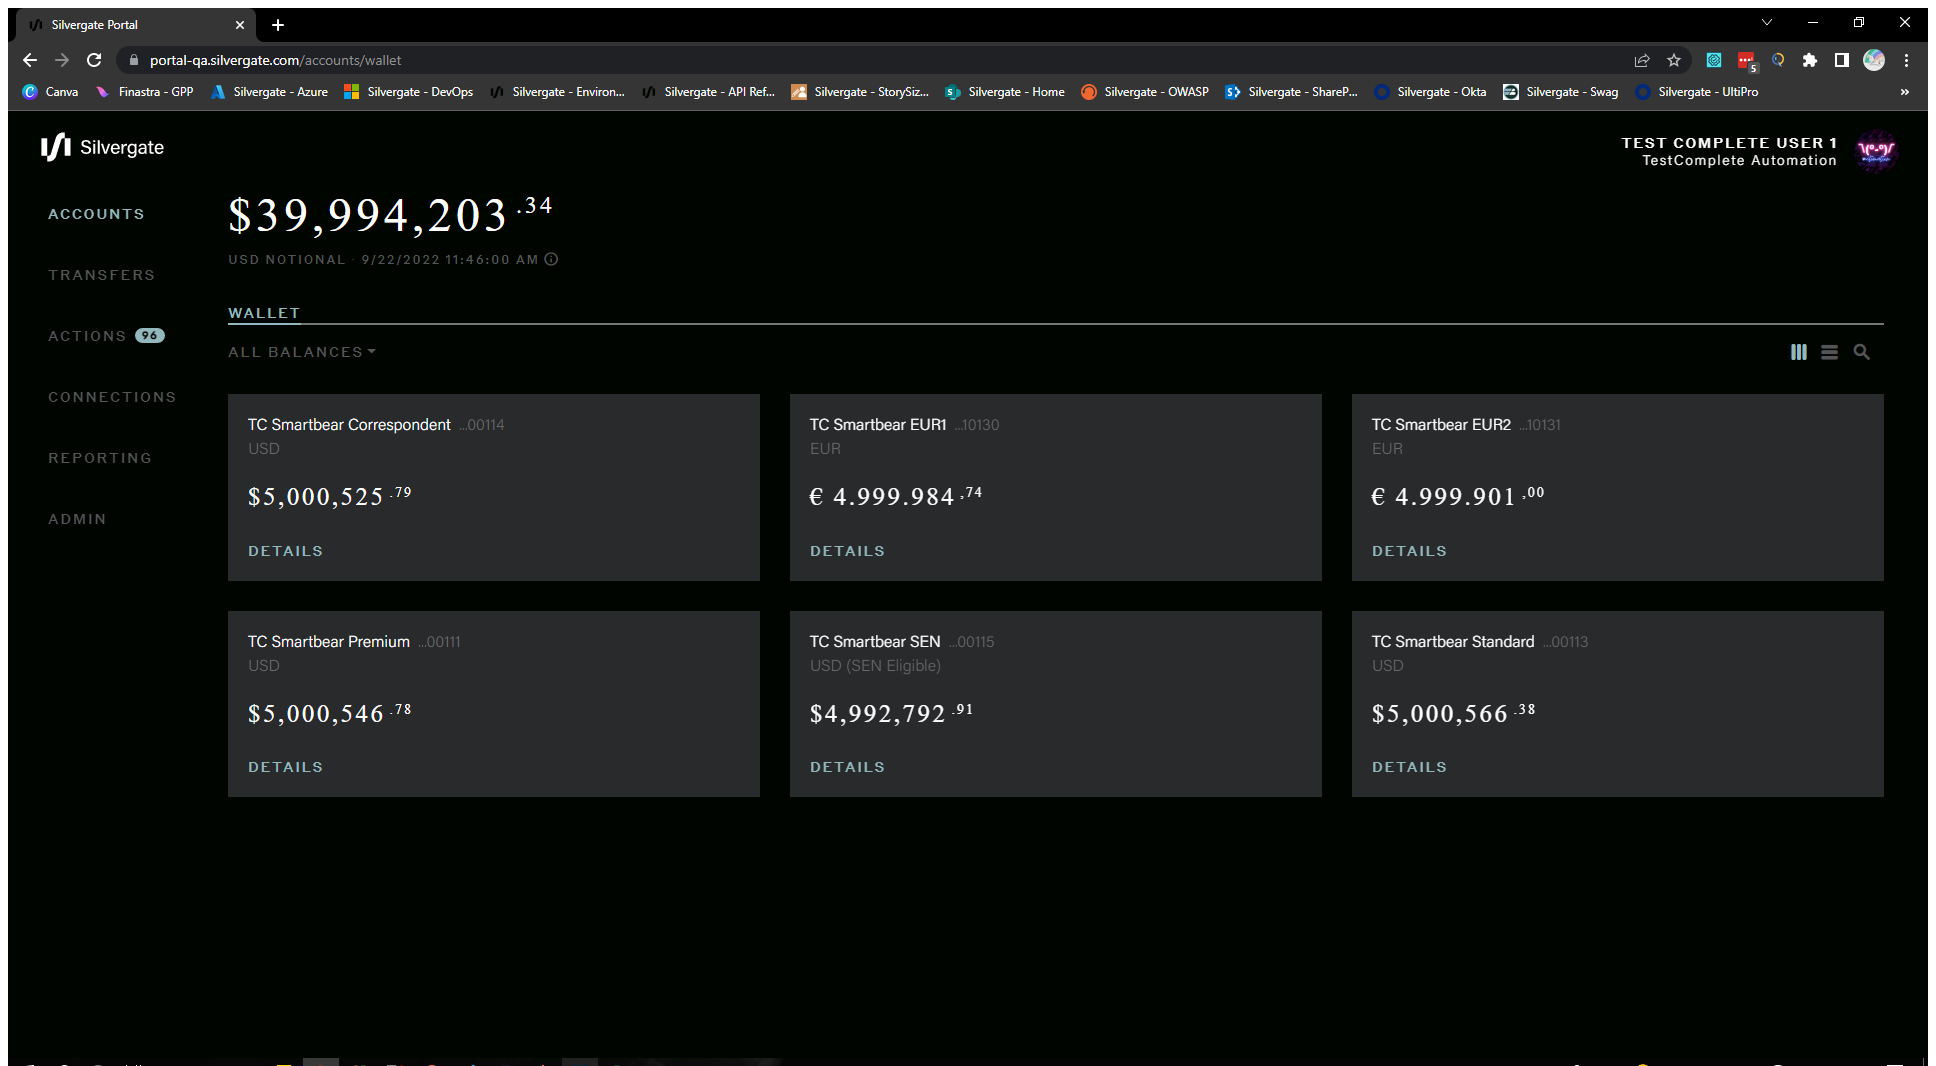 Silvergate Portal
portal-qa.silvergate.com/accounts/wallet
5
Canva Finastra - GPP Silvergate - Azure Silvergate - DevOps Silvergate - Environ... Silvergate - API Ref... Silvergate - StorySiz... Silvergate - Home Silvergate - OWASP Silvergate - ShareP... Silvergate - Okta Silvergate - Swag Silvergate - UltiPro »
Silvergate
TEST COMPLETE USER 1
TestComplete Automation
ACCOUNTS
TRANSFERS
ACTIONS 96
CONNECTIONS
REPORTING
ADMIN
$39,994,203.34
USD NOTIONAL · 9/22/2022 11:46:00 AM
WALLET
ALL BALANCES
TC Smartbear Correspondent ...00114
USD
$5,000,525.79
DETAILS
TC Smartbear EUR1 ...10130
EUR
€ 4.999.984,74
DETAILS
TC Smartbear EUR2 ...10131
EUR
€ 4.999.901,00
DETAILS
TC Smartbear Premium ...00111
USD
$5,000,546.78
DETAILS
TC Smartbear SEN ...00115
USD (SEN Eligible)
$4,992,792.91
DETAILS
TC Smartbear Standard ...00113
USD
$5,000,566.38
DETAILS